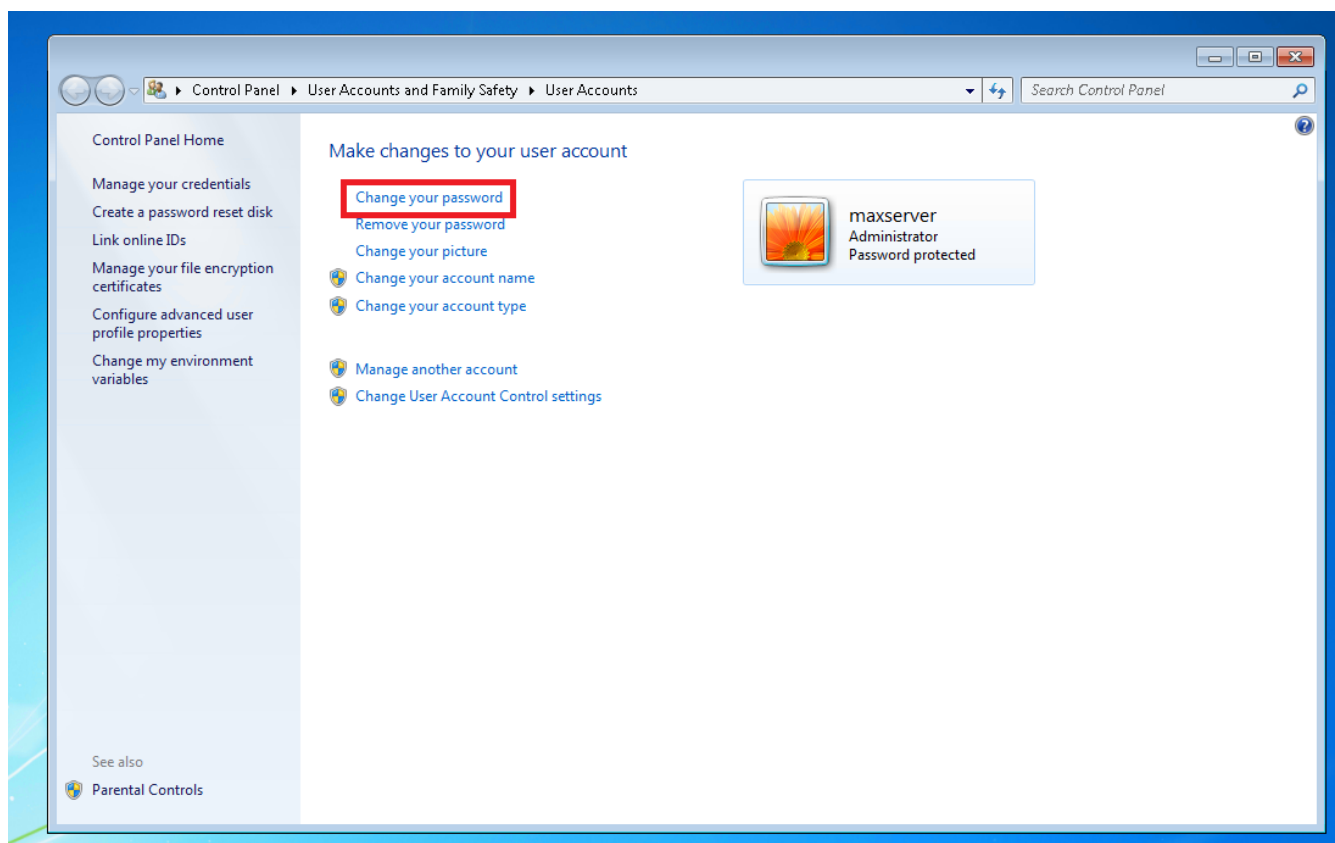 Control Panel ▸ User Accounts and Family Safety ▸ User Accounts
Search Control Panel
Control Panel Home
Manage your credentials
Create a password reset disk
Link online IDs
Manage your file encryption
certificates
Configure advanced user
profile properties
Change my environment
variables
See also
Parental Controls
Make changes to your user account
Change your password
Remove your password
Change your picture
Change your account name
Change your account type
Manage another account
Change User Account Control settings
maxserver
Administrator
Password protected